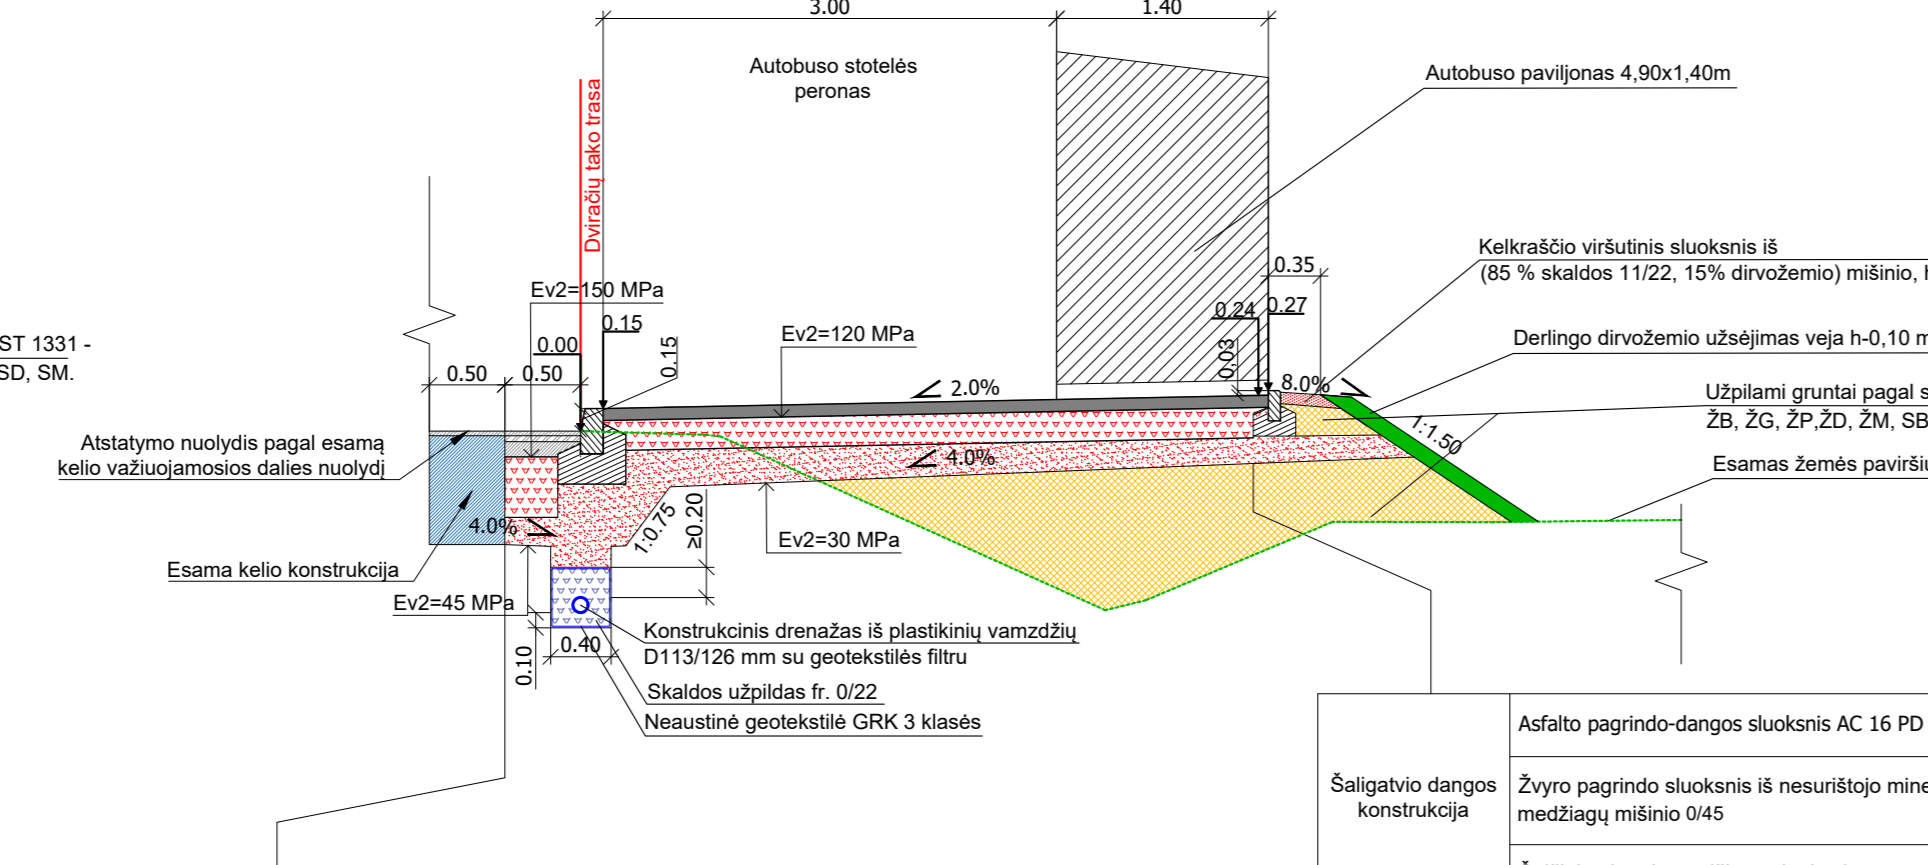 3.00
1.40
Autobuso stotelės
peronas
Autobuso paviljonas 4,90x1,40m
Dviračių tako trasa
Kelkraščio viršutinis sluoksnis iš
(85 % skaldos 11/22, 15% dirvožemio) mišinio, h
0.35
Ev2=150 MPa
0.24
0.27
0.15
Ev2=120 MPa
ST 1331 -
SD, SM.
0.00
0.15
0,03
Derlingo dirvožemio užsėjimas veja h-0,10 m
0.50
0.50
2.0%
8.0%
Užpilami gruntai pagal s
ŽB, ŽG, ŽP,ŽD, ŽM, SB
Atstatymo nuolydis pagal esamą
kelio važiuojamosios dalies nuolydį
1:1.50
4.0%
Esamas žemės paviršiu
4.0%
1:0.75
≥0.20
Ev2=30 MPa
Esama kelio konstrukcija
Ev2=45 MPa
0.10
0.40
Konstrukcinis drenažas iš plastikinių vamzdžių
D113/126 mm su geotekstilės filtru
Skaldos užpildas fr. 0/22
Neaustinė geotekstilė GRK 3 klasės
Asfalto pagrindo-dangos sluoksnis AC 16 PD
Šaligatvio dangos
konstrukcija
Žvyro pagrindo sluoksnis iš nesurištojo mine
medžiagų mišinio 0/45